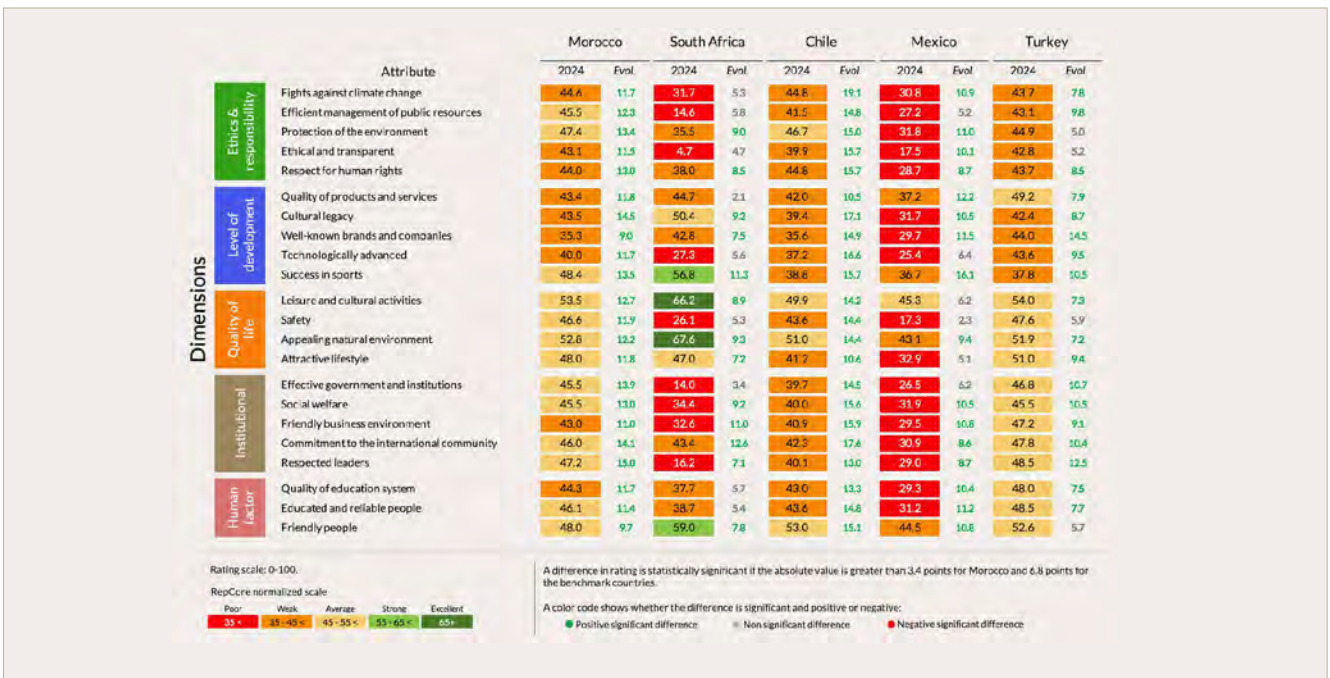 Morocco South Africa Chile Mexico Turkey
Attribute 2024 Evol 2024 Evol 2024 Evol 2024 Evol 2024 Evol
Dimensions
Ethics & responsibility
Fights against climate change 44.6 11.7 31.7 5.3 44.8 19.1 30.8 10.9 43.7 7.8
Efficient management of public resources 45.5 12.3 14.6 5.8 41.5 14.8 27.2 5.2 43.1 9.8
Protection of the environment 47.4 13.4 35.5 9.0 46.7 15.0 31.8 11.0 44.9 5.0
Ethical and transparent 43.1 11.5 4.7 4.7 39.9 15.7 17.5 10.1 42.8 5.2
Respect for human rights 44.0 13.0 38.0 8.5 44.8 15.7 28.7 8.7 43.7 8.5
Level of development
Quality of products and services 43.4 11.8 44.7 2.1 42.0 10.5 37.2 12.2 49.2 7.9
Cultural legacy 43.5 14.5 50.4 9.2 39.4 17.1 31.7 10.5 42.4 8.7
Well-known brands and companies 35.3 9.0 42.8 7.5 35.6 14.9 29.7 11.5 44.0 14.5
Technologically advanced 40.0 11.7 27.3 5.6 37.2 16.6 25.4 6.4 43.6 9.5
Success in sports 48.4 13.5 56.8 11.3 38.8 15.7 36.7 16.1 37.8 10.5
Quality of life
Leisure and cultural activities 53.5 12.7 66.2 8.9 49.9 14.2 45.3 6.2 54.0 7.3
Safety 46.6 11.9 26.1 5.3 43.6 14.4 17.3 2.3 47.6 5.9
Appealing natural environment 52.8 12.2 67.6 9.3 51.0 14.4 43.1 9.4 51.9 7.2
Attractive lifestyle 48.0 11.8 47.0 7.2 41.2 10.6 32.9 5.1 51.0 9.4
Institutional
Effective government and institutions 45.5 13.9 14.0 3.4 39.7 14.5 26.5 6.2 46.8 10.7
Social welfare 45.5 13.0 34.4 9.2 40.0 15.6 31.9 10.5 45.5 10.5
Friendly business environment 43.0 11.0 32.6 11.0 40.9 15.9 29.5 10.8 47.2 9.1
Commitment to the international community 46.0 14.1 43.4 12.6 42.3 17.6 30.9 8.6 47.8 10.4
Respected leaders 47.2 15.0 16.2 7.1 40.1 13.0 29.0 8.7 48.5 12.5
Human factor
Quality of education system 44.3 11.7 37.7 5.7 43.0 13.3 29.3 10.4 48.0 7.5
Educated and reliable people 46.1 11.4 38.7 5.4 43.6 14.8 31.2 11.2 48.5 7.7
Friendly people 48.0 9.7 59.0 7.8 53.0 15.1 44.5 10.8 52.6 5.7
Rating scale: 0-100.
RepCore normalized scale
Poor Weak Average Strong Excellent
35 < 35 - 45 < 45 - 55 < 55 - 65 < 65+
A difference in rating is statistically significant if the absolute value is greater than 3.4 points for Morocco and 6.8 points for
the benchmark countries.
A color code shows whether the difference is significant and positive or negative:
Positive significant difference Non significant difference Negative significant difference